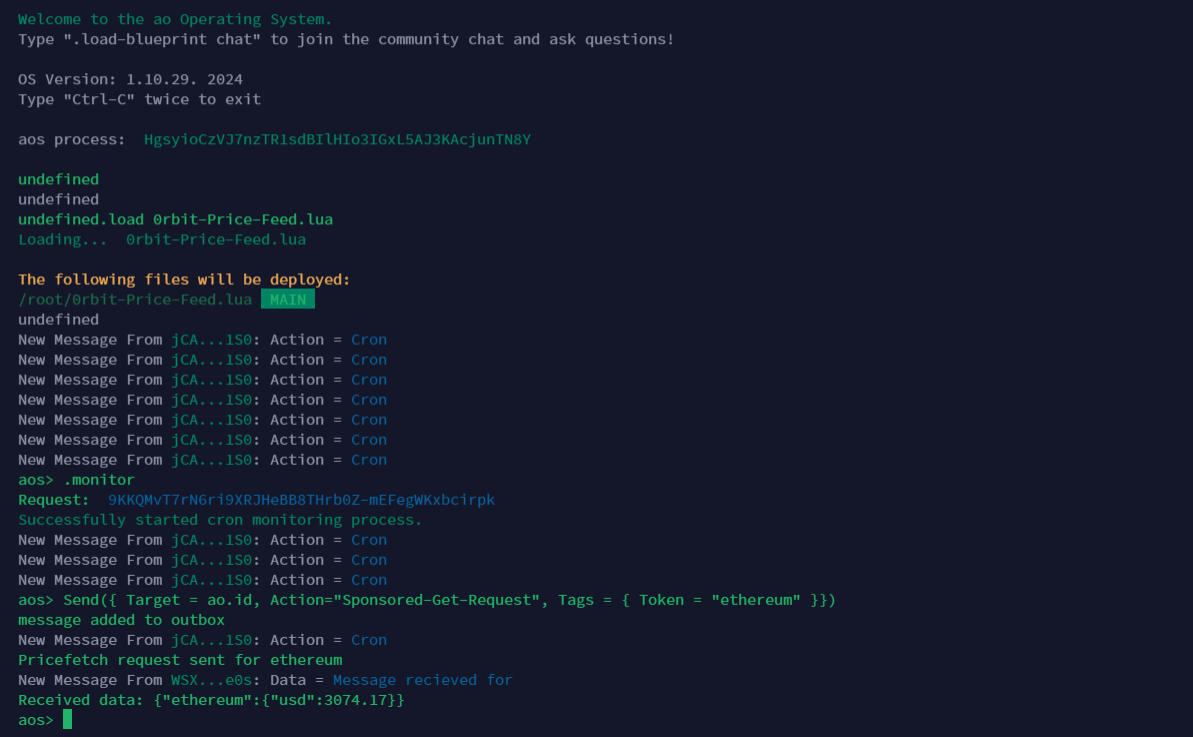 Welcome to the ao Operating System.
Type ".load-blueprint chat" to join the community chat and ask questions!
OS Version: 1.10.29. 2024
Type "Ctrl-C" twice to exit
aos process:  HgsyioCzVJ7nzTR1sdBIlHIo3IGxL5AJ3KAcjunTN8Y
undefined
undefined
undefined.load 0rbit-Price-Feed.lua
Loading...  0rbit-Price-Feed.lua
The following files will be deployed:
/root/0rbit-Price-Feed.lua MAIN
undefined
New Message From jCA...1S0: Action = Cron
New Message From jCA...1S0: Action = Cron
New Message From jCA...1S0: Action = Cron
New Message From jCA...1S0: Action = Cron
New Message From jCA...1S0: Action = Cron
New Message From jCA...1S0: Action = Cron
New Message From jCA...1S0: Action = Cron
aos> .monitor
Request:  9KKQMvT7rN6ri9XRJHeBB8THrb0Z-mEFegWKxbcirpk
Successfully started cron monitoring process.
New Message From jCA...1S0: Action = Cron
New Message From jCA...1S0: Action = Cron
New Message From jCA...1S0: Action = Cron
aos> Send({ Target = ao.id, Action="Sponsored-Get-Request", Tags = { Token = "ethereum" }})
message added to outbox
New Message From jCA...1S0: Action = Cron
Pricefetch request sent for ethereum
New Message From WSX...e0s: Data = Message recieved for
Received data: {"ethereum":{"usd":3074.17}}
aos>